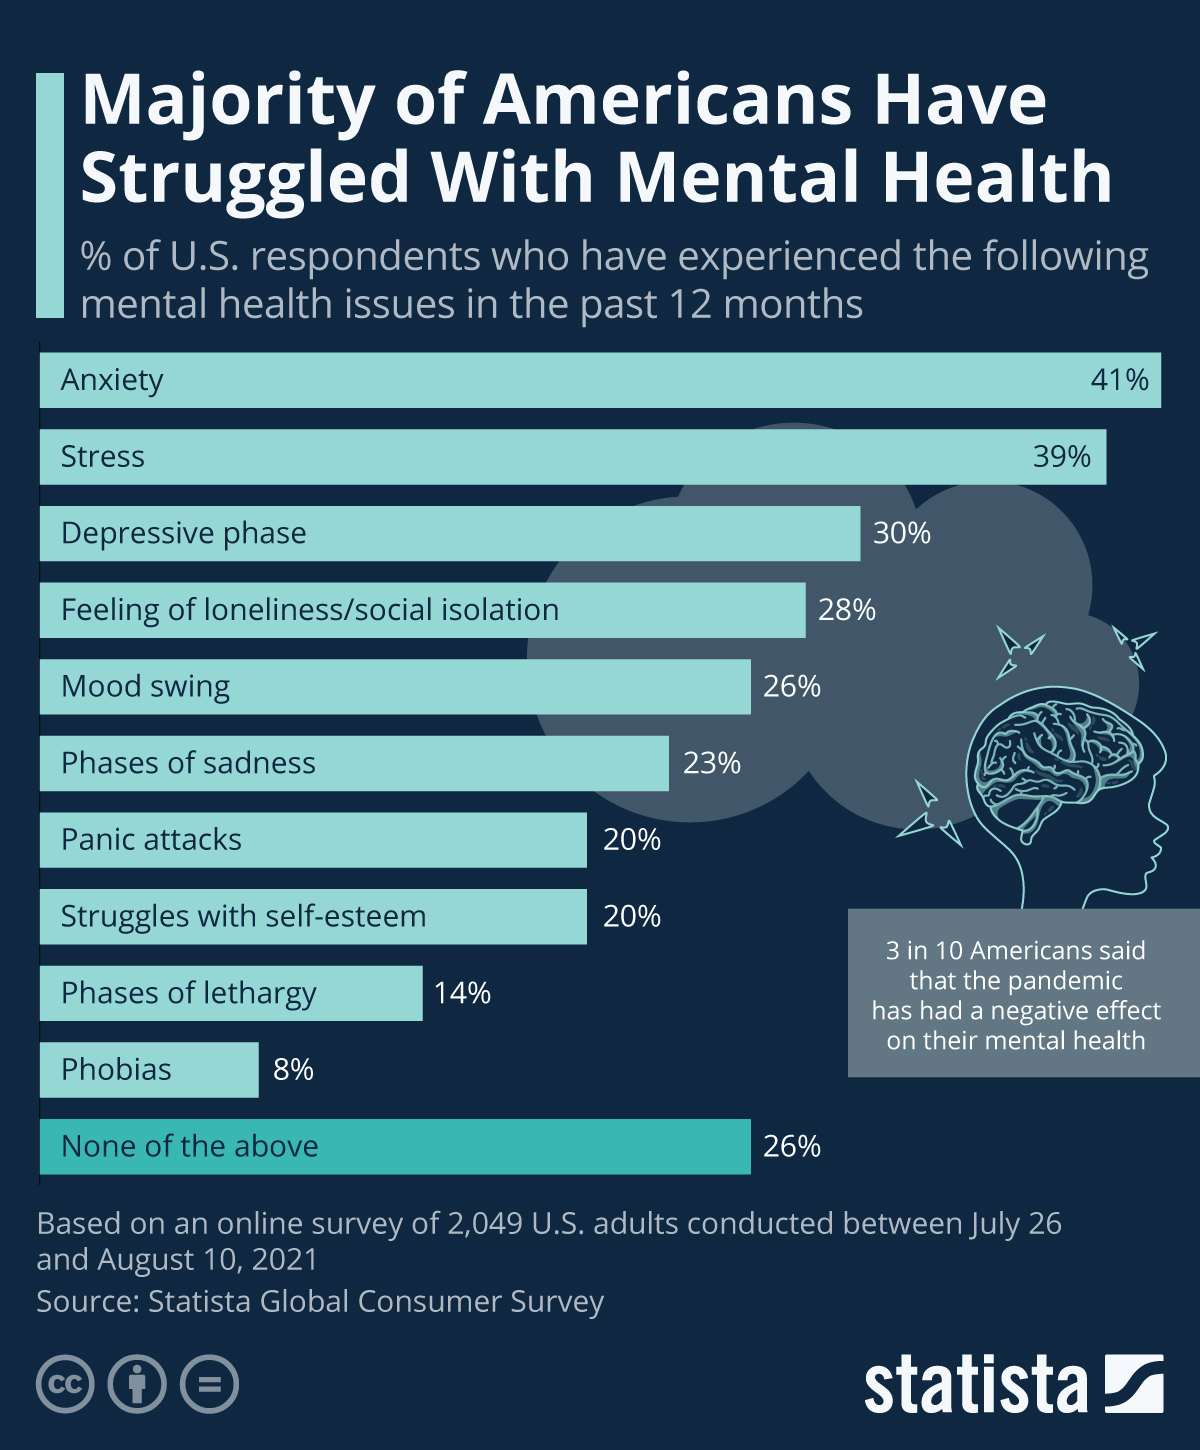 Majority of Americans Have
Struggled With Mental Health
% of U.S. respondents who have experienced the following
mental health issues in the past 12 months
Anxiety 41%
Stress 39%
Depressive phase 30%
Feeling of loneliness/social isolation 28%
Mood swing 26%
Phases of sadness 23%
Panic attacks 20%
Struggles with self-esteem 20%
Phases of lethargy 14%
Phobias 8%
None of the above 26%
3 in 10 Americans said
that the pandemic
has had a negative effect
on their mental health
Based on an online survey of 2,049 U.S. adults conducted between July 26
and August 10, 2021
Source: Statista Global Consumer Survey
cc
statista